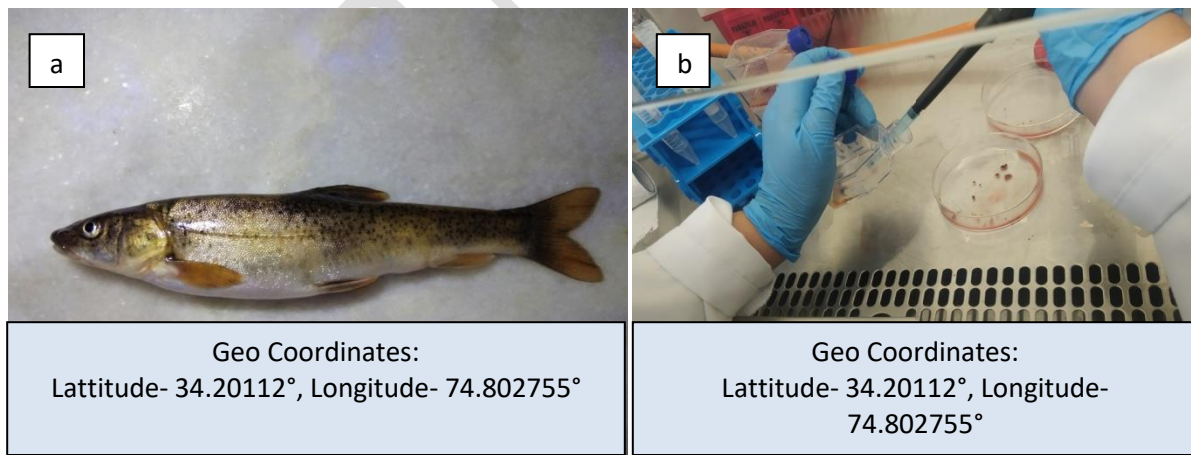 a
b
Geo Coordinates:
Lattitude- 34.20112°, Longitude- 74.802755°
Geo Coordinates:
Lattitude- 34.20112°, Longitude-
74.802755°